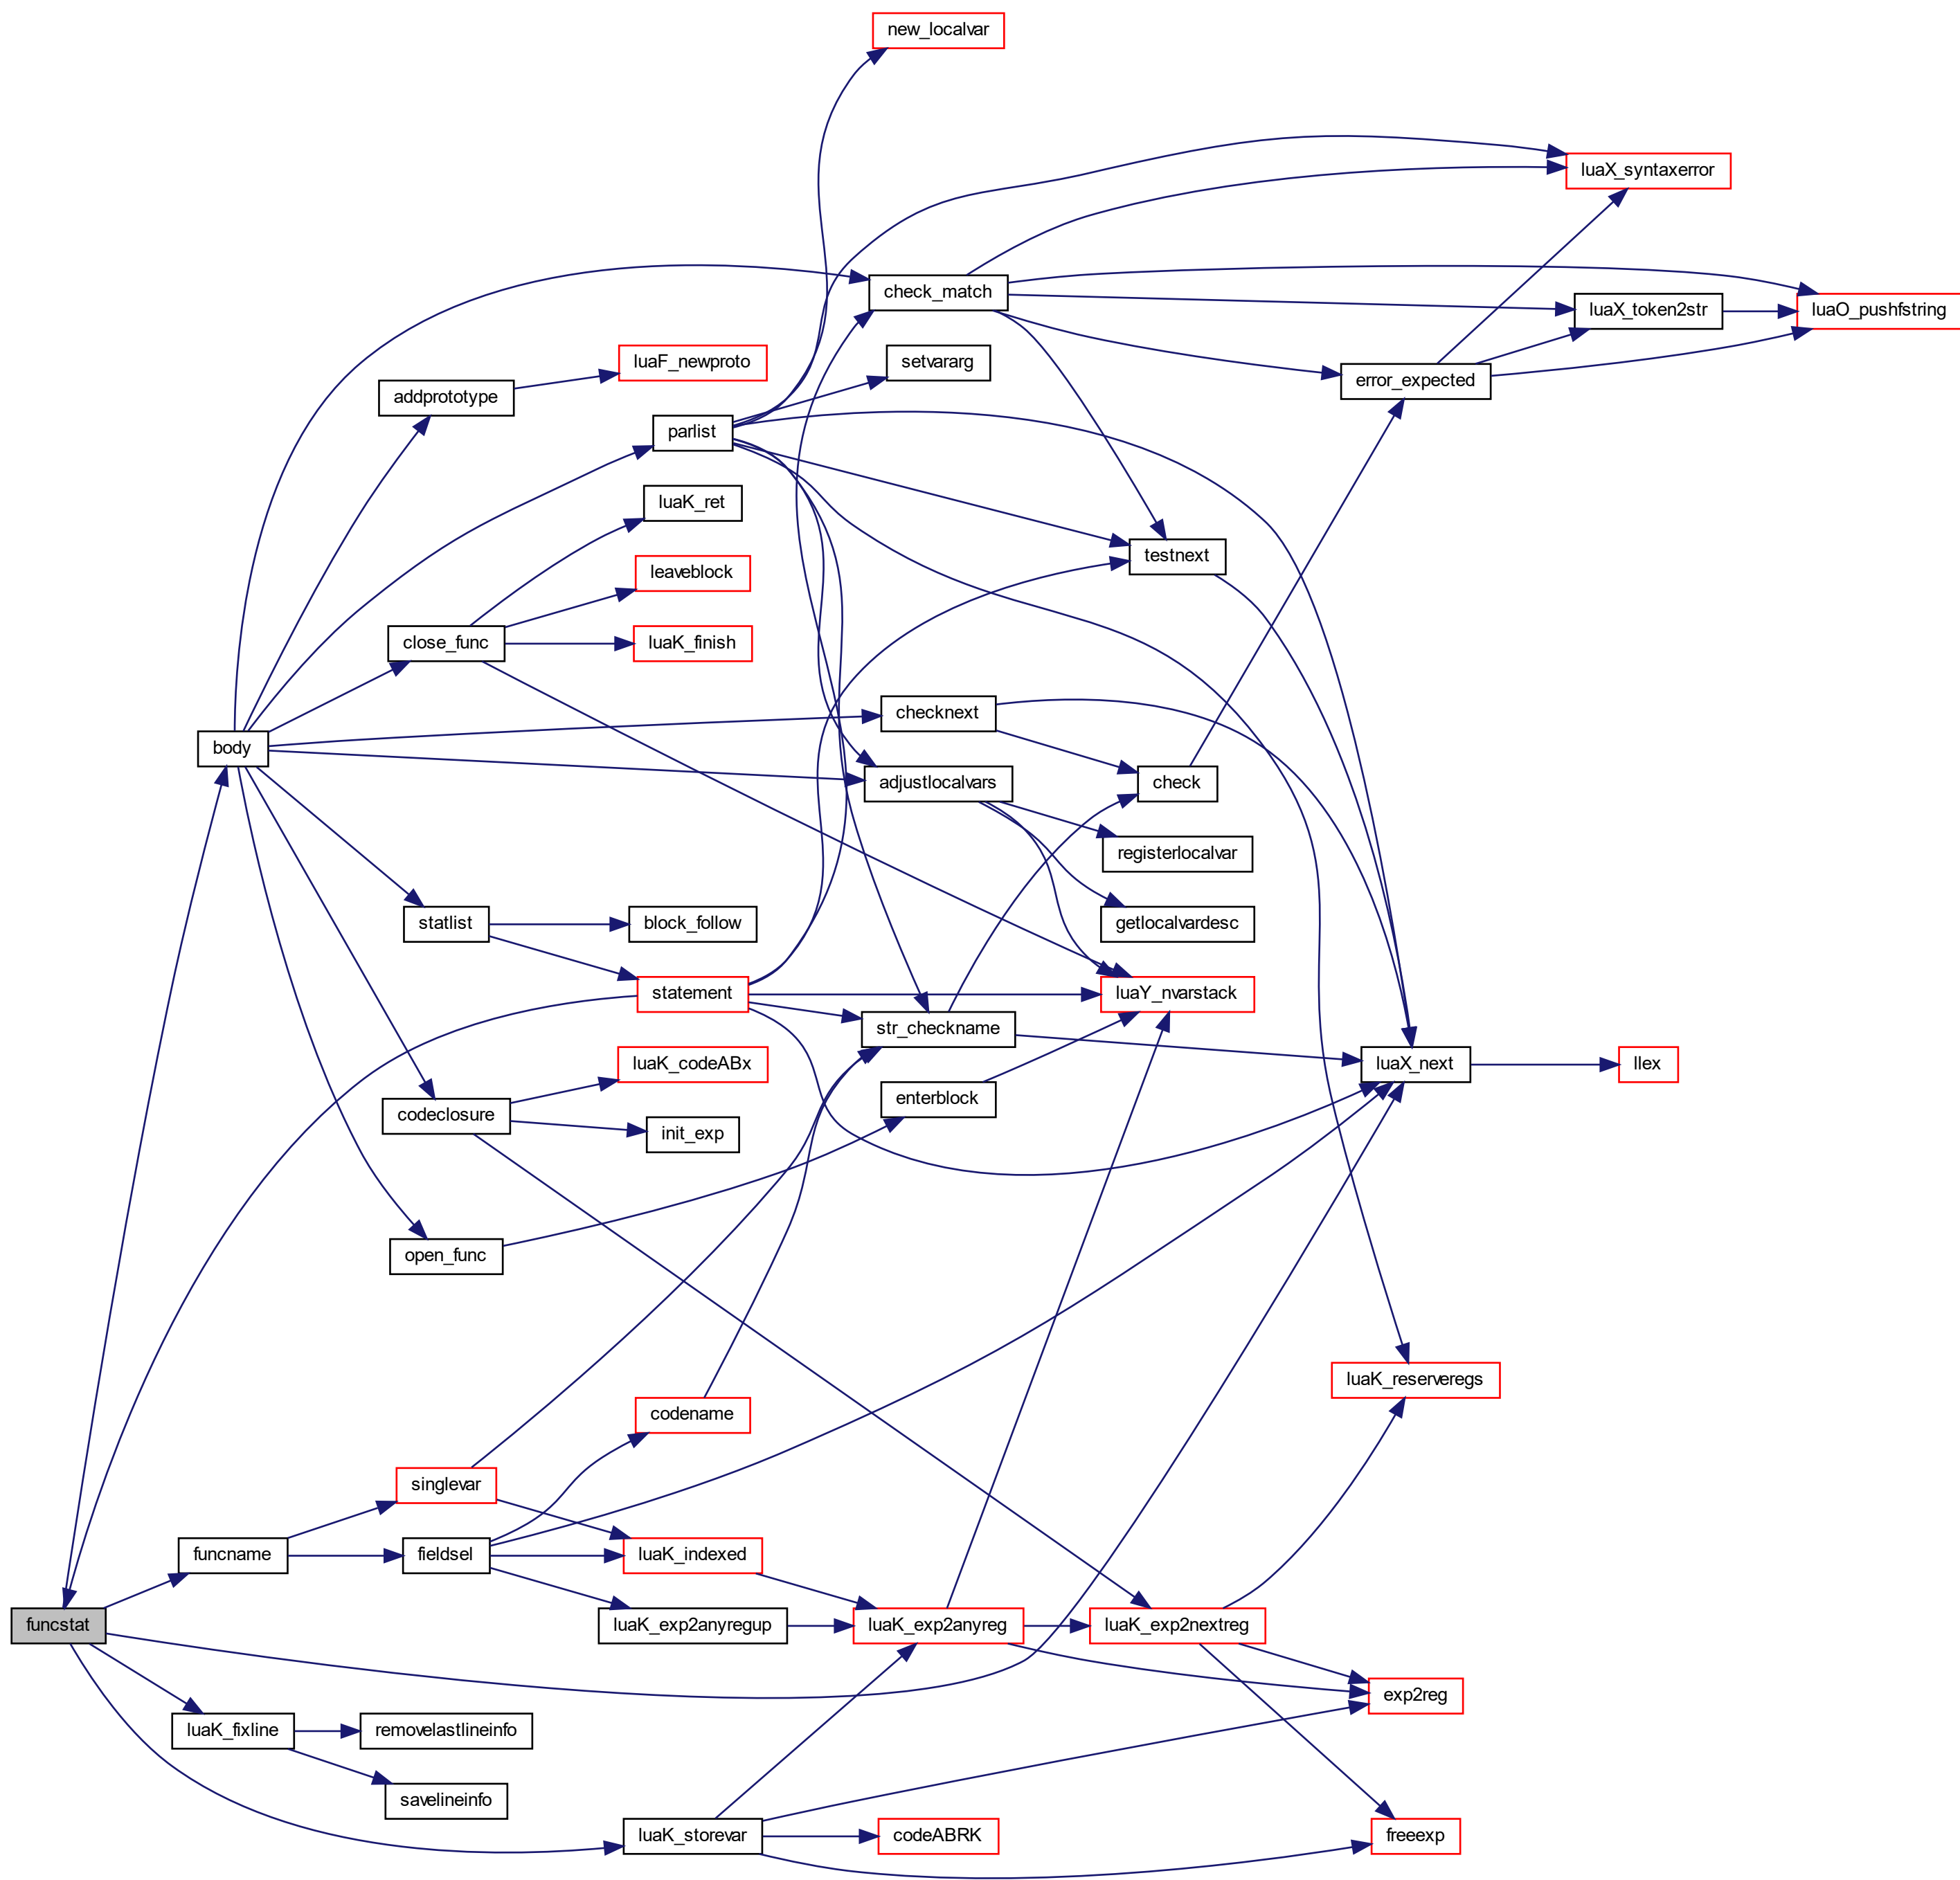 new_localvar
luaX_syntaxerror
check_match
luaX_token2str
luaO_pushfstring
luaF_newproto
setvararg
error_expected
addprototype
parlist
luaK_ret
testnext
leaveblock
close_func
luaK_finish
checknext
body
adjustlocalvars
check
registerlocalvar
statlist
block_follow
getlocalvardesc
statement
luaY_nvarstack
str_checkname
luaK_codeABx
luaX_next
llex
enterblock
codeclosure
init_exp
open_func
luaK_reserveregs
codename
singlevar
funcname
fieldsel
luaK_indexed
funcstat
luaK_exp2anyregup
luaK_exp2anyreg
luaK_exp2nextreg
exp2reg
luaK_fixline
removelastlineinfo
savelineinfo
luaK_storevar
codeABRK
freeexp